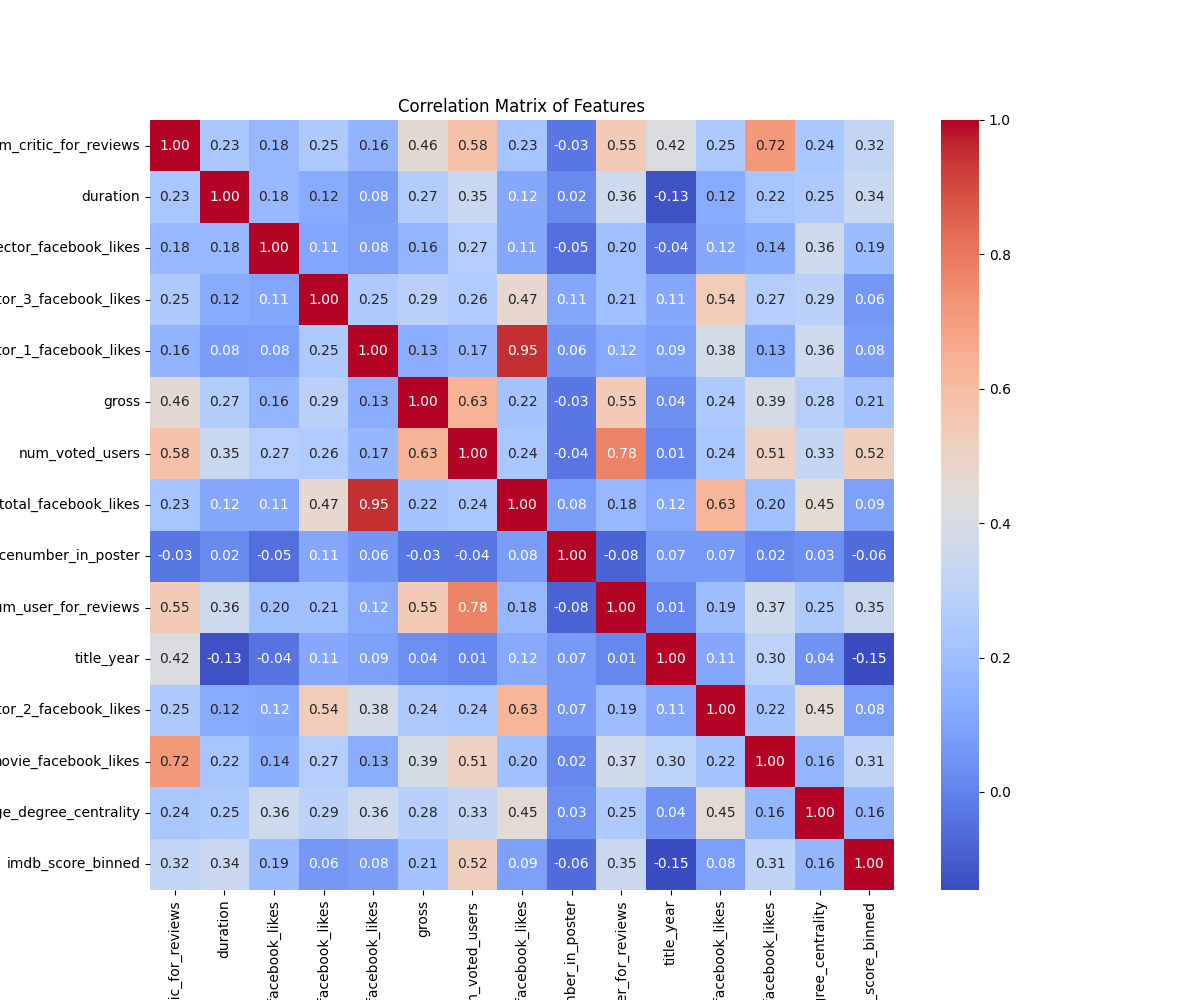 Correlation Matrix of Features
m_critic_for_reviews 1.00 0.23 0.18 0.25 0.16 0.46 0.58 0.23 -0.03 0.55 0.42 0.25 0.72 0.24 0.32
duration 0.23 1.00 0.18 0.12 0.08 0.27 0.35 0.12 0.02 0.36 -0.13 0.12 0.22 0.25 0.34
ector_facebook_likes 0.18 0.18 1.00 0.11 0.08 0.16 0.27 0.11 -0.05 0.20 -0.04 0.12 0.14 0.36 0.19
tor_3_facebook_likes 0.25 0.12 0.11 1.00 0.25 0.29 0.26 0.47 0.11 0.21 0.11 0.54 0.27 0.29 0.06
tor_1_facebook_likes 0.16 0.08 0.08 0.25 1.00 0.13 0.17 0.95 0.06 0.12 0.09 0.38 0.13 0.36 0.08
gross 0.46 0.27 0.16 0.29 0.13 1.00 0.63 0.22 -0.03 0.55 0.04 0.24 0.39 0.28 0.21
num_voted_users 0.58 0.35 0.27 0.26 0.17 0.63 1.00 0.24 -0.04 0.78 0.01 0.24 0.51 0.33 0.52
total_facebook_likes 0.23 0.12 0.11 0.47 0.95 0.22 0.24 1.00 0.08 0.18 0.12 0.63 0.20 0.45 0.09
cenumber_in_poster -0.03 0.02 -0.05 0.11 0.06 -0.03 -0.04 0.08 1.00 -0.08 0.07 0.07 0.02 0.03 -0.06
um_user_for_reviews 0.55 0.36 0.20 0.21 0.12 0.55 0.78 0.18 -0.08 1.00 0.01 0.19 0.37 0.25 0.35
title_year 0.42 -0.13 -0.04 0.11 0.09 0.04 0.01 0.12 0.07 0.01 1.00 0.11 0.30 0.04 -0.15
tor_2_facebook_likes 0.25 0.12 0.12 0.54 0.38 0.24 0.24 0.63 0.07 0.19 0.11 1.00 0.22 0.45 0.08
novie_facebook_likes 0.72 0.22 0.14 0.27 0.13 0.39 0.51 0.20 0.02 0.37 0.30 0.22 1.00 0.16 0.31
ge_degree_centrality 0.24 0.25 0.36 0.29 0.36 0.28 0.33 0.45 0.03 0.25 0.04 0.45 0.16 1.00 0.16
imdb_score_binned 0.32 0.34 0.19 0.06 0.08 0.21 0.52 0.09 -0.06 0.35 -0.15 0.08 0.31 0.16 1.00
ic_for_reviews
duration
facebook_likes
facebook_likes
facebook_likes
gross
n_voted_users
facebook_likes
mber_in_poster
er_for_reviews
title_year
facebook_likes
facebook_likes
gree_centrality
_score_binned
1.0
0.8
0.6
0.4
0.2
0.0